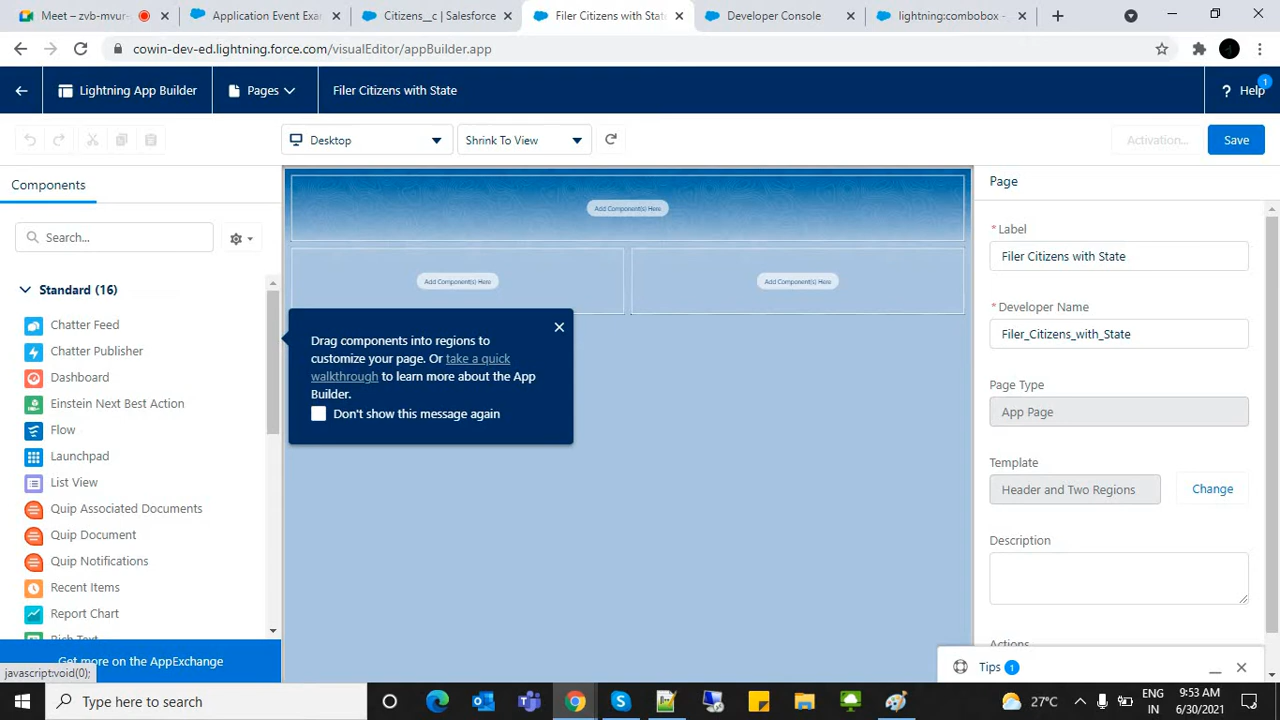 Meet – zvb-mvur-
Application Event Exa
Citizens__c | Salesforce
Filer Citizens with Stat
Developer Console
lightning:combobox -
cowin-dev-ed.lightning.force.com/visualEditor/appBuilder.app
Lightning App Builder
Pages
Filer Citizens with State
Help
1
Desktop
Shrink To View
Activation...
Save
Components
Page
Search...
Standard (16)
Chatter Feed
Chatter Publisher
Dashboard
Einstein Next Best Action
Flow
Launchpad
List View
Quip Associated Documents
Quip Document
Quip Notifications
Recent Items
Report Chart
Rich Text
Get more on the AppExchange
javascript:void(0);
Add Component(s) Here
Add Component(s) Here
Add Component(s) Here
Drag components into regions to
customize your page. Or take a quick
walkthrough to learn more about the App
Builder.
Don't show this message again
* Label
Filer Citizens with State
* Developer Name
Filer_Citizens_with_State
Page Type
App Page
Template
Header and Two Regions
Change
Description
Actions
Tips 1
Type here to search
27°C
ENG
IN
9:53 AM
6/30/2021